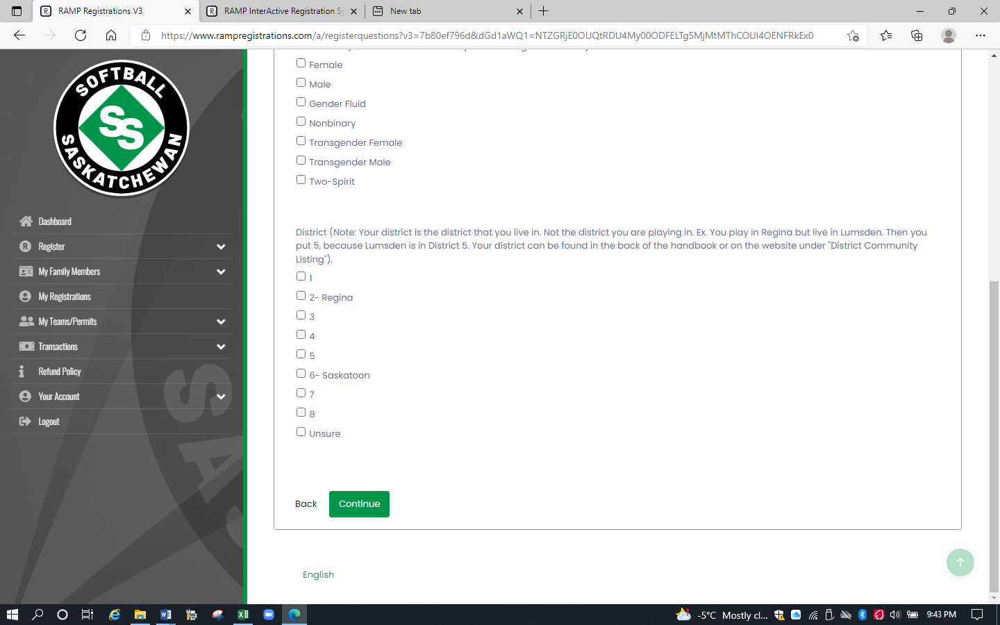 RAMP Registrations V3
RAMP InterActive Registration Sy
New tab
https://www.rampregistrations.com/a/registerquestions?v3=7b80ef796d&dGd1aWQ1=NTZGRjE0OUQtRDU4My00ODFELTg5MjMtMThCOUI4OENFRkEx0
SOFTBALL
SS
SASKATCHEWAN
Dashboard
Register
My Family Members
My Registrations
My Teams/Permits
Transactions
Refund Policy
Your Account
Logout
Female
Male
Gender Fluid
Nonbinary
Transgender Female
Transgender Male
Two-Spirit
District (Note: Your district is the district that you live in. Not the district you are playing in. Ex. You play in Regina but live in Lumsden. Then you
put 5, because Lumsden is in District 5. Your district can be found in the back of the handbook or on the website under "District Community
Listing").
1
2- Regina
3
4
5
6- Saskatoon
7
8
Unsure
Back
Continue
English
-5°C Mostly cl...
9:43 PM